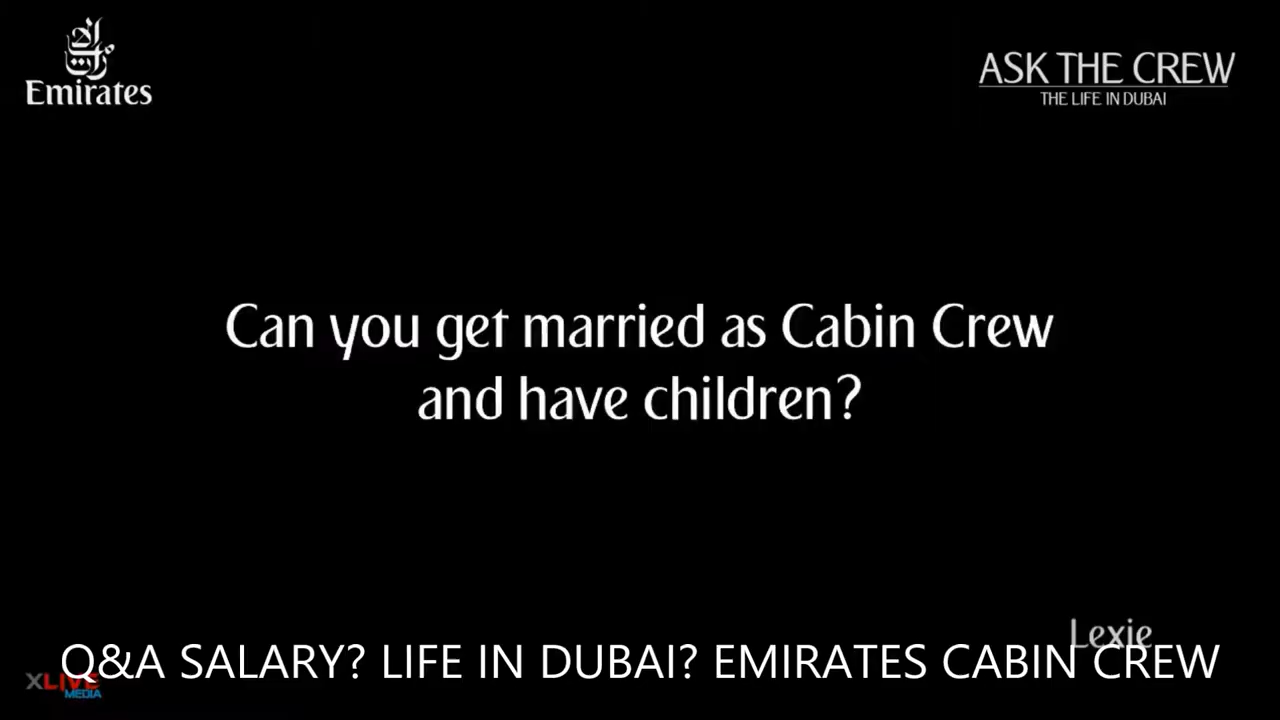 Emirates
ASK THE CREW
THE LIFE IN DUBAI
Can you get married as Cabin Crew
and have children?
Lexie
Q&A SALARY? LIFE IN DUBAI? EMIRATES CABIN CREW
XLIVE
MEDIA